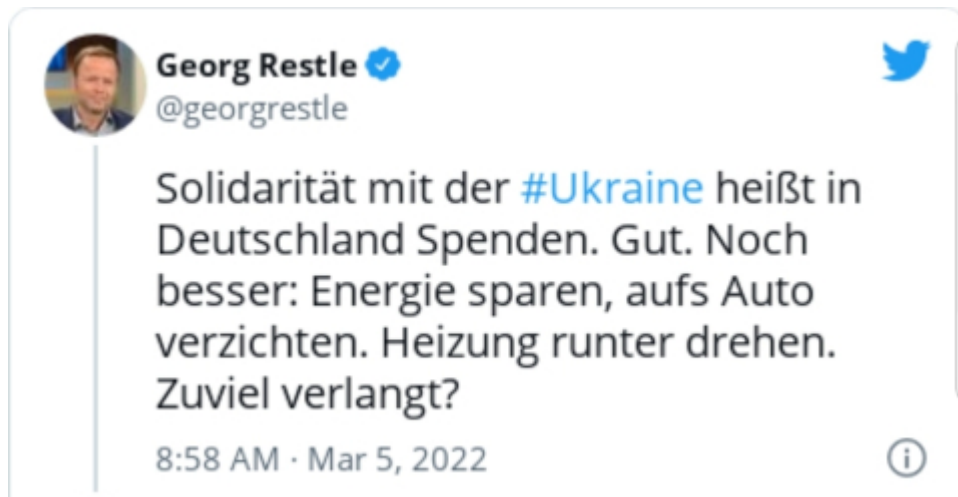 Georg Restle
@georgrestle
Solidarität mit der #Ukraine heißt in
Deutschland Spenden. Gut. Noch
besser: Energie sparen, aufs Auto
verzichten. Heizung runter drehen.
Zuviel verlangt?
8:58 AM · Mar 5, 2022